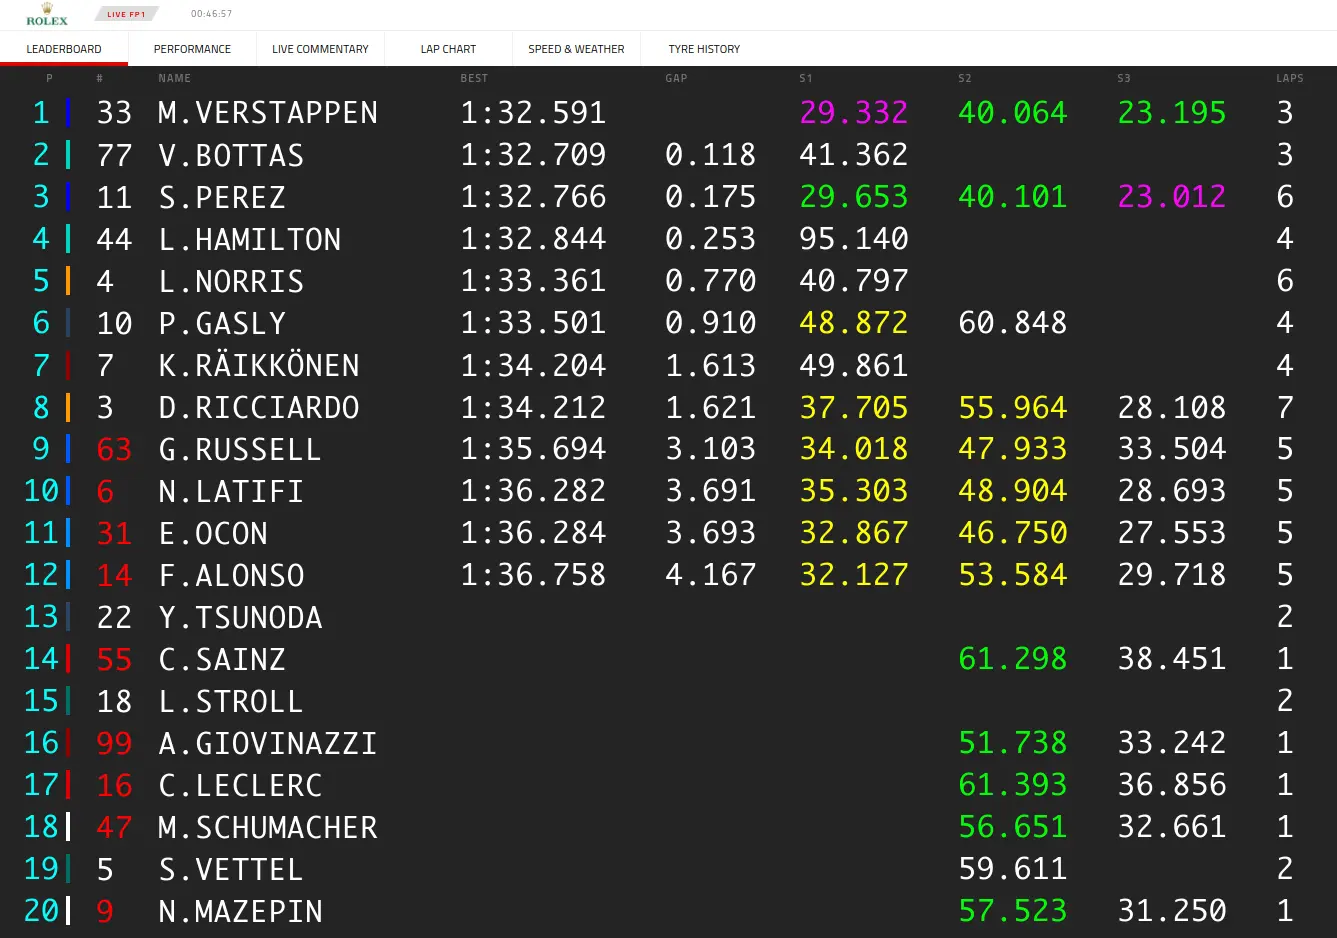 ROLEX LIVE FP1 00:46:57
LEADERBOARD PERFORMANCE LIVE COMMENTARY LAP CHART SPEED & WEATHER TYRE HISTORY
P # NAME BEST GAP S1 S2 S3 LAPS
1 33 M.VERSTAPPEN 1:32.591 29.332 40.064 23.195 3
2 77 V.BOTTAS 1:32.709 0.118 41.362 3
3 11 S.PEREZ 1:32.766 0.175 29.653 40.101 23.012 6
4 44 L.HAMILTON 1:32.844 0.253 95.140 4
5 4 L.NORRIS 1:33.361 0.770 40.797 6
6 10 P.GASLY 1:33.501 0.910 48.872 60.848 4
7 7 K.RÄIKKÖNEN 1:34.204 1.613 49.861 4
8 3 D.RICCIARDO 1:34.212 1.621 37.705 55.964 28.108 7
9 63 G.RUSSELL 1:35.694 3.103 34.018 47.933 33.504 5
10 6 N.LATIFI 1:36.282 3.691 35.303 48.904 28.693 5
11 31 E.OCON 1:36.284 3.693 32.867 46.750 27.553 5
12 14 F.ALONSO 1:36.758 4.167 32.127 53.584 29.718 5
13 22 Y.TSUNODA 2
14 55 C.SAINZ 61.298 38.451 1
15 18 L.STROLL 2
16 99 A.GIOVINAZZI 51.738 33.242 1
17 16 C.LECLERC 61.393 36.856 1
18 47 M.SCHUMACHER 56.651 32.661 1
19 5 S.VETTEL 59.611 2
20 9 N.MAZEPIN 57.523 31.250 1